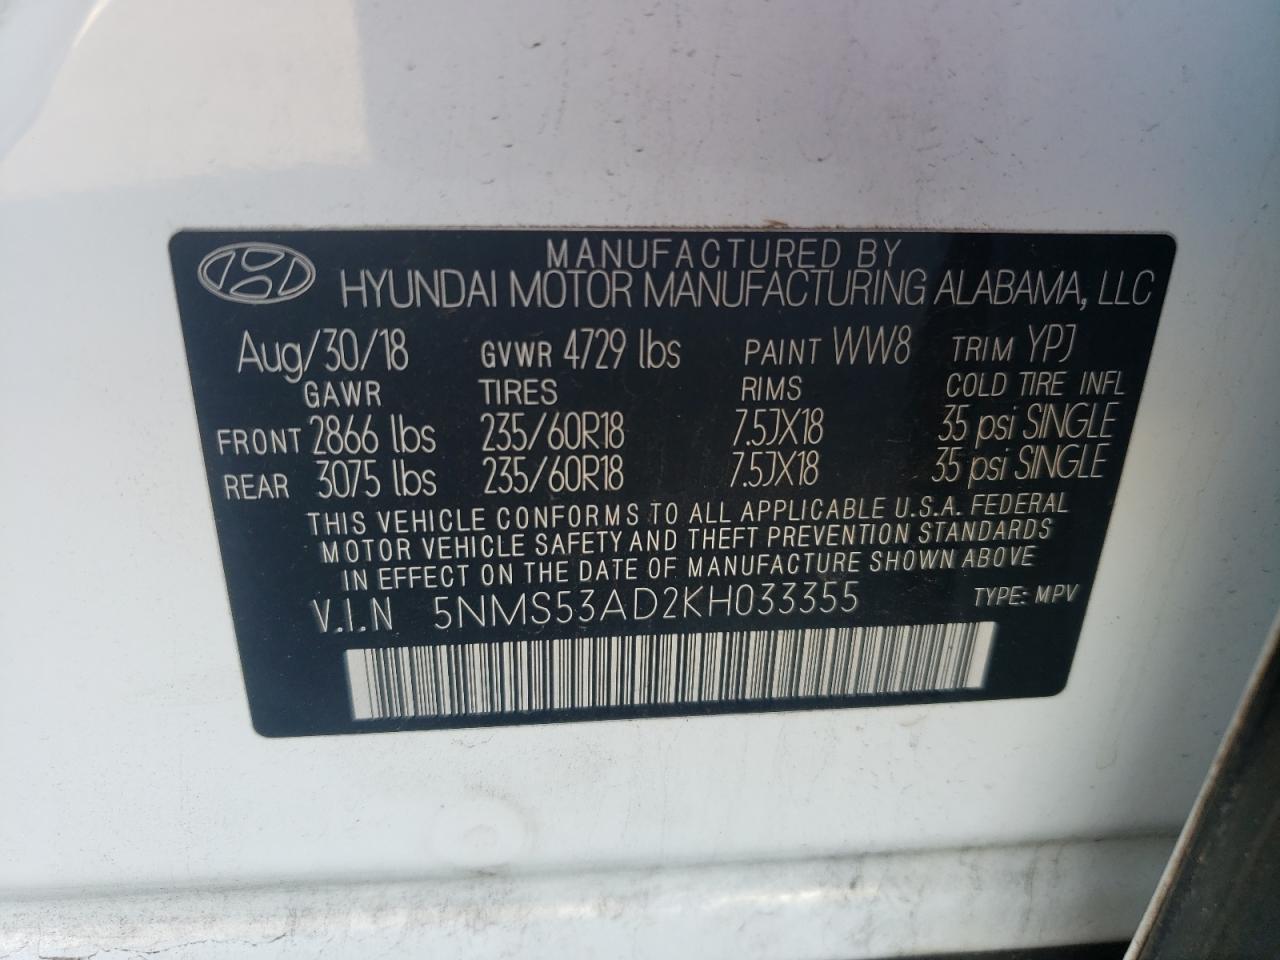 MANUFACTURED BY
HYUNDAI MOTOR MANUFACTURING ALABAMA, LLC
Aug/30/18 GVWR 4729 lbs PAINT WW8 TRIM YPJ
GAWR TIRES RIMS COLD TIRE INFL
FRONT 2866 lbs 235/60R18 7.5JX18 35 psi SINGLE
REAR 3075 lbs 235/60R18 7.5JX18 35 psi SINGLE
THIS VEHICLE CONFORMS TO ALL APPLICABLE U.S.A. FEDERAL
MOTOR VEHICLE SAFETY AND THEFT PREVENTION STANDARDS
IN EFFECT ON THE DATE OF MANUFACTURE SHOWN ABOVE
V.I.N 5NMS53AD2KH033355 TYPE: MPV